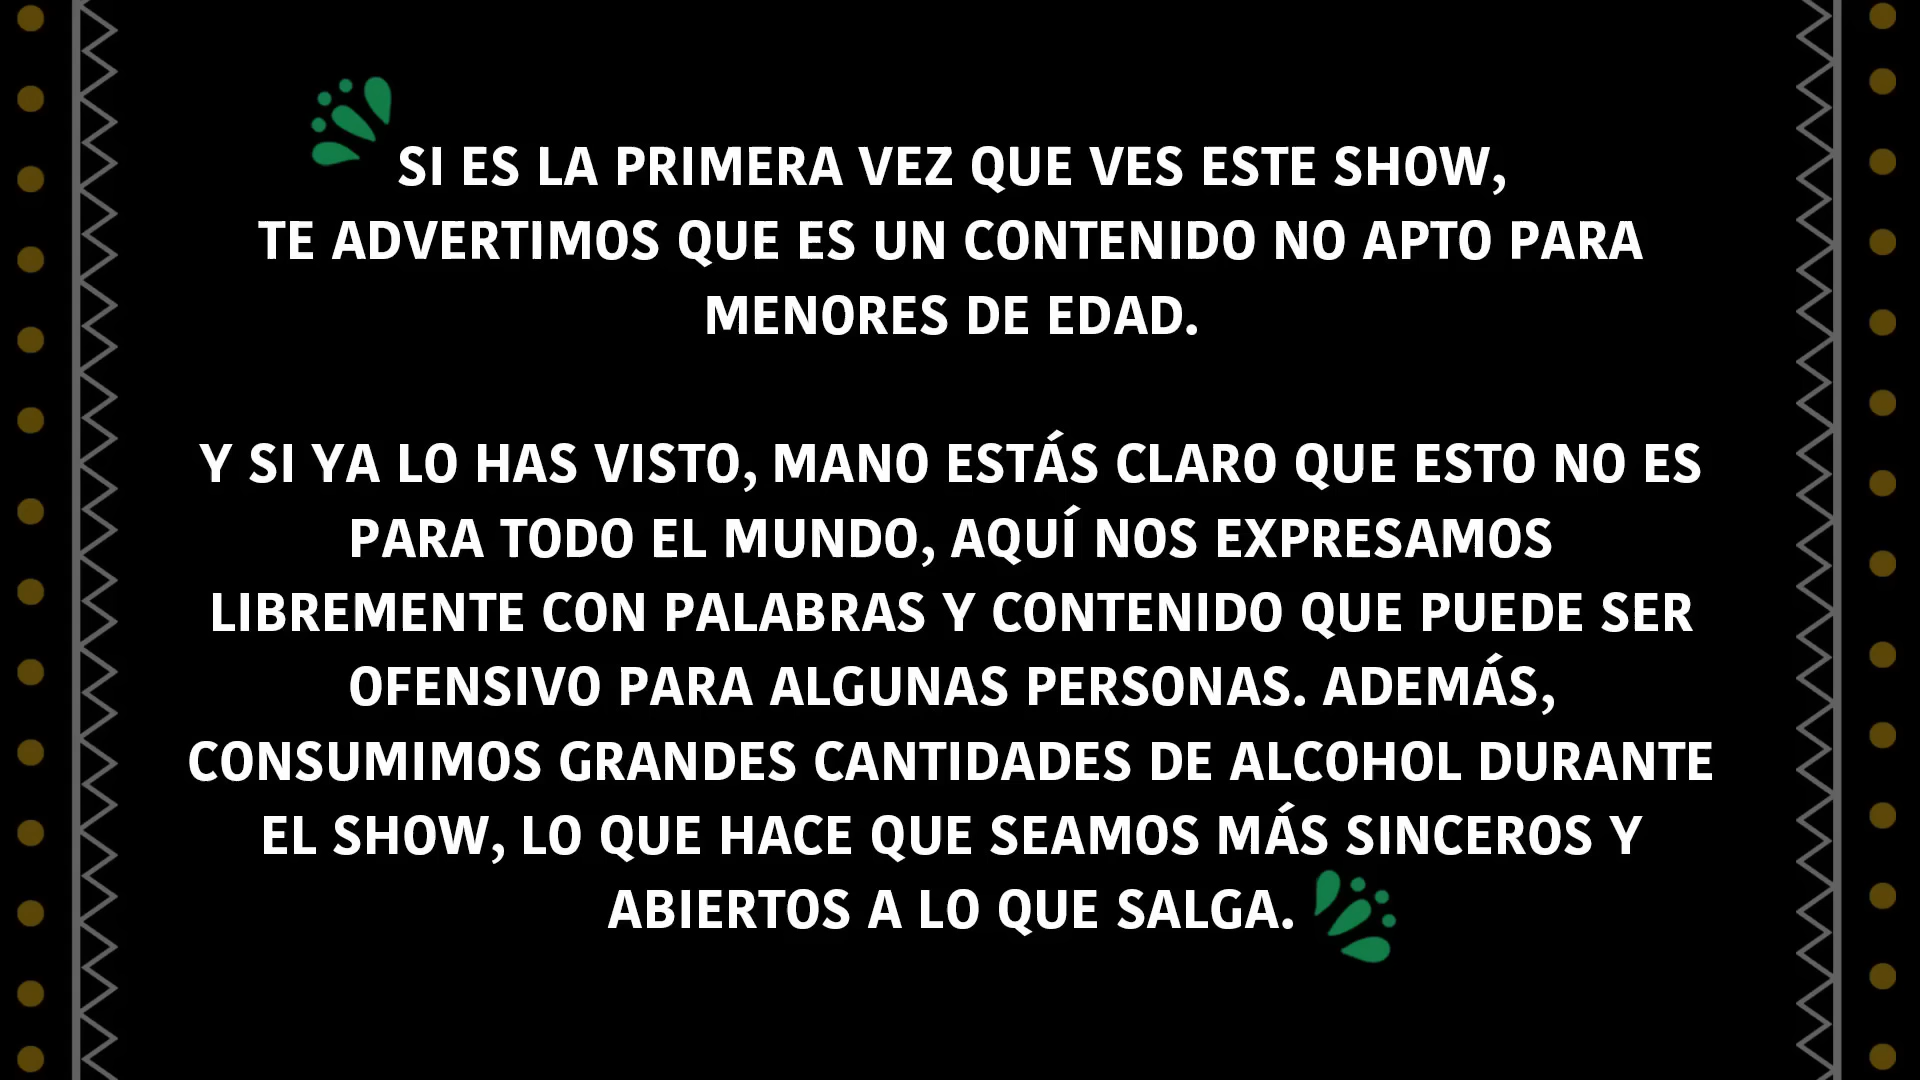 SI ES LA PRIMERA VEZ QUE VES ESTE SHOW,
TE ADVERTIMOS QUE ES UN CONTENIDO NO APTO PARA
MENORES DE EDAD.
Y SI YA LO HAS VISTO, MANO ESTÁS CLARO QUE ESTO NO ES
PARA TODO EL MUNDO, AQUÍ NOS EXPRESAMOS
LIBREMENTE CON PALABRAS Y CONTENIDO QUE PUEDE SER
OFENSIVO PARA ALGUNAS PERSONAS. ADEMÁS,
CONSUMIMOS GRANDES CANTIDADES DE ALCOHOL DURANTE
EL SHOW, LO QUE HACE QUE SEAMOS MÁS SINCEROS Y
ABIERTOS A LO QUE SALGA.